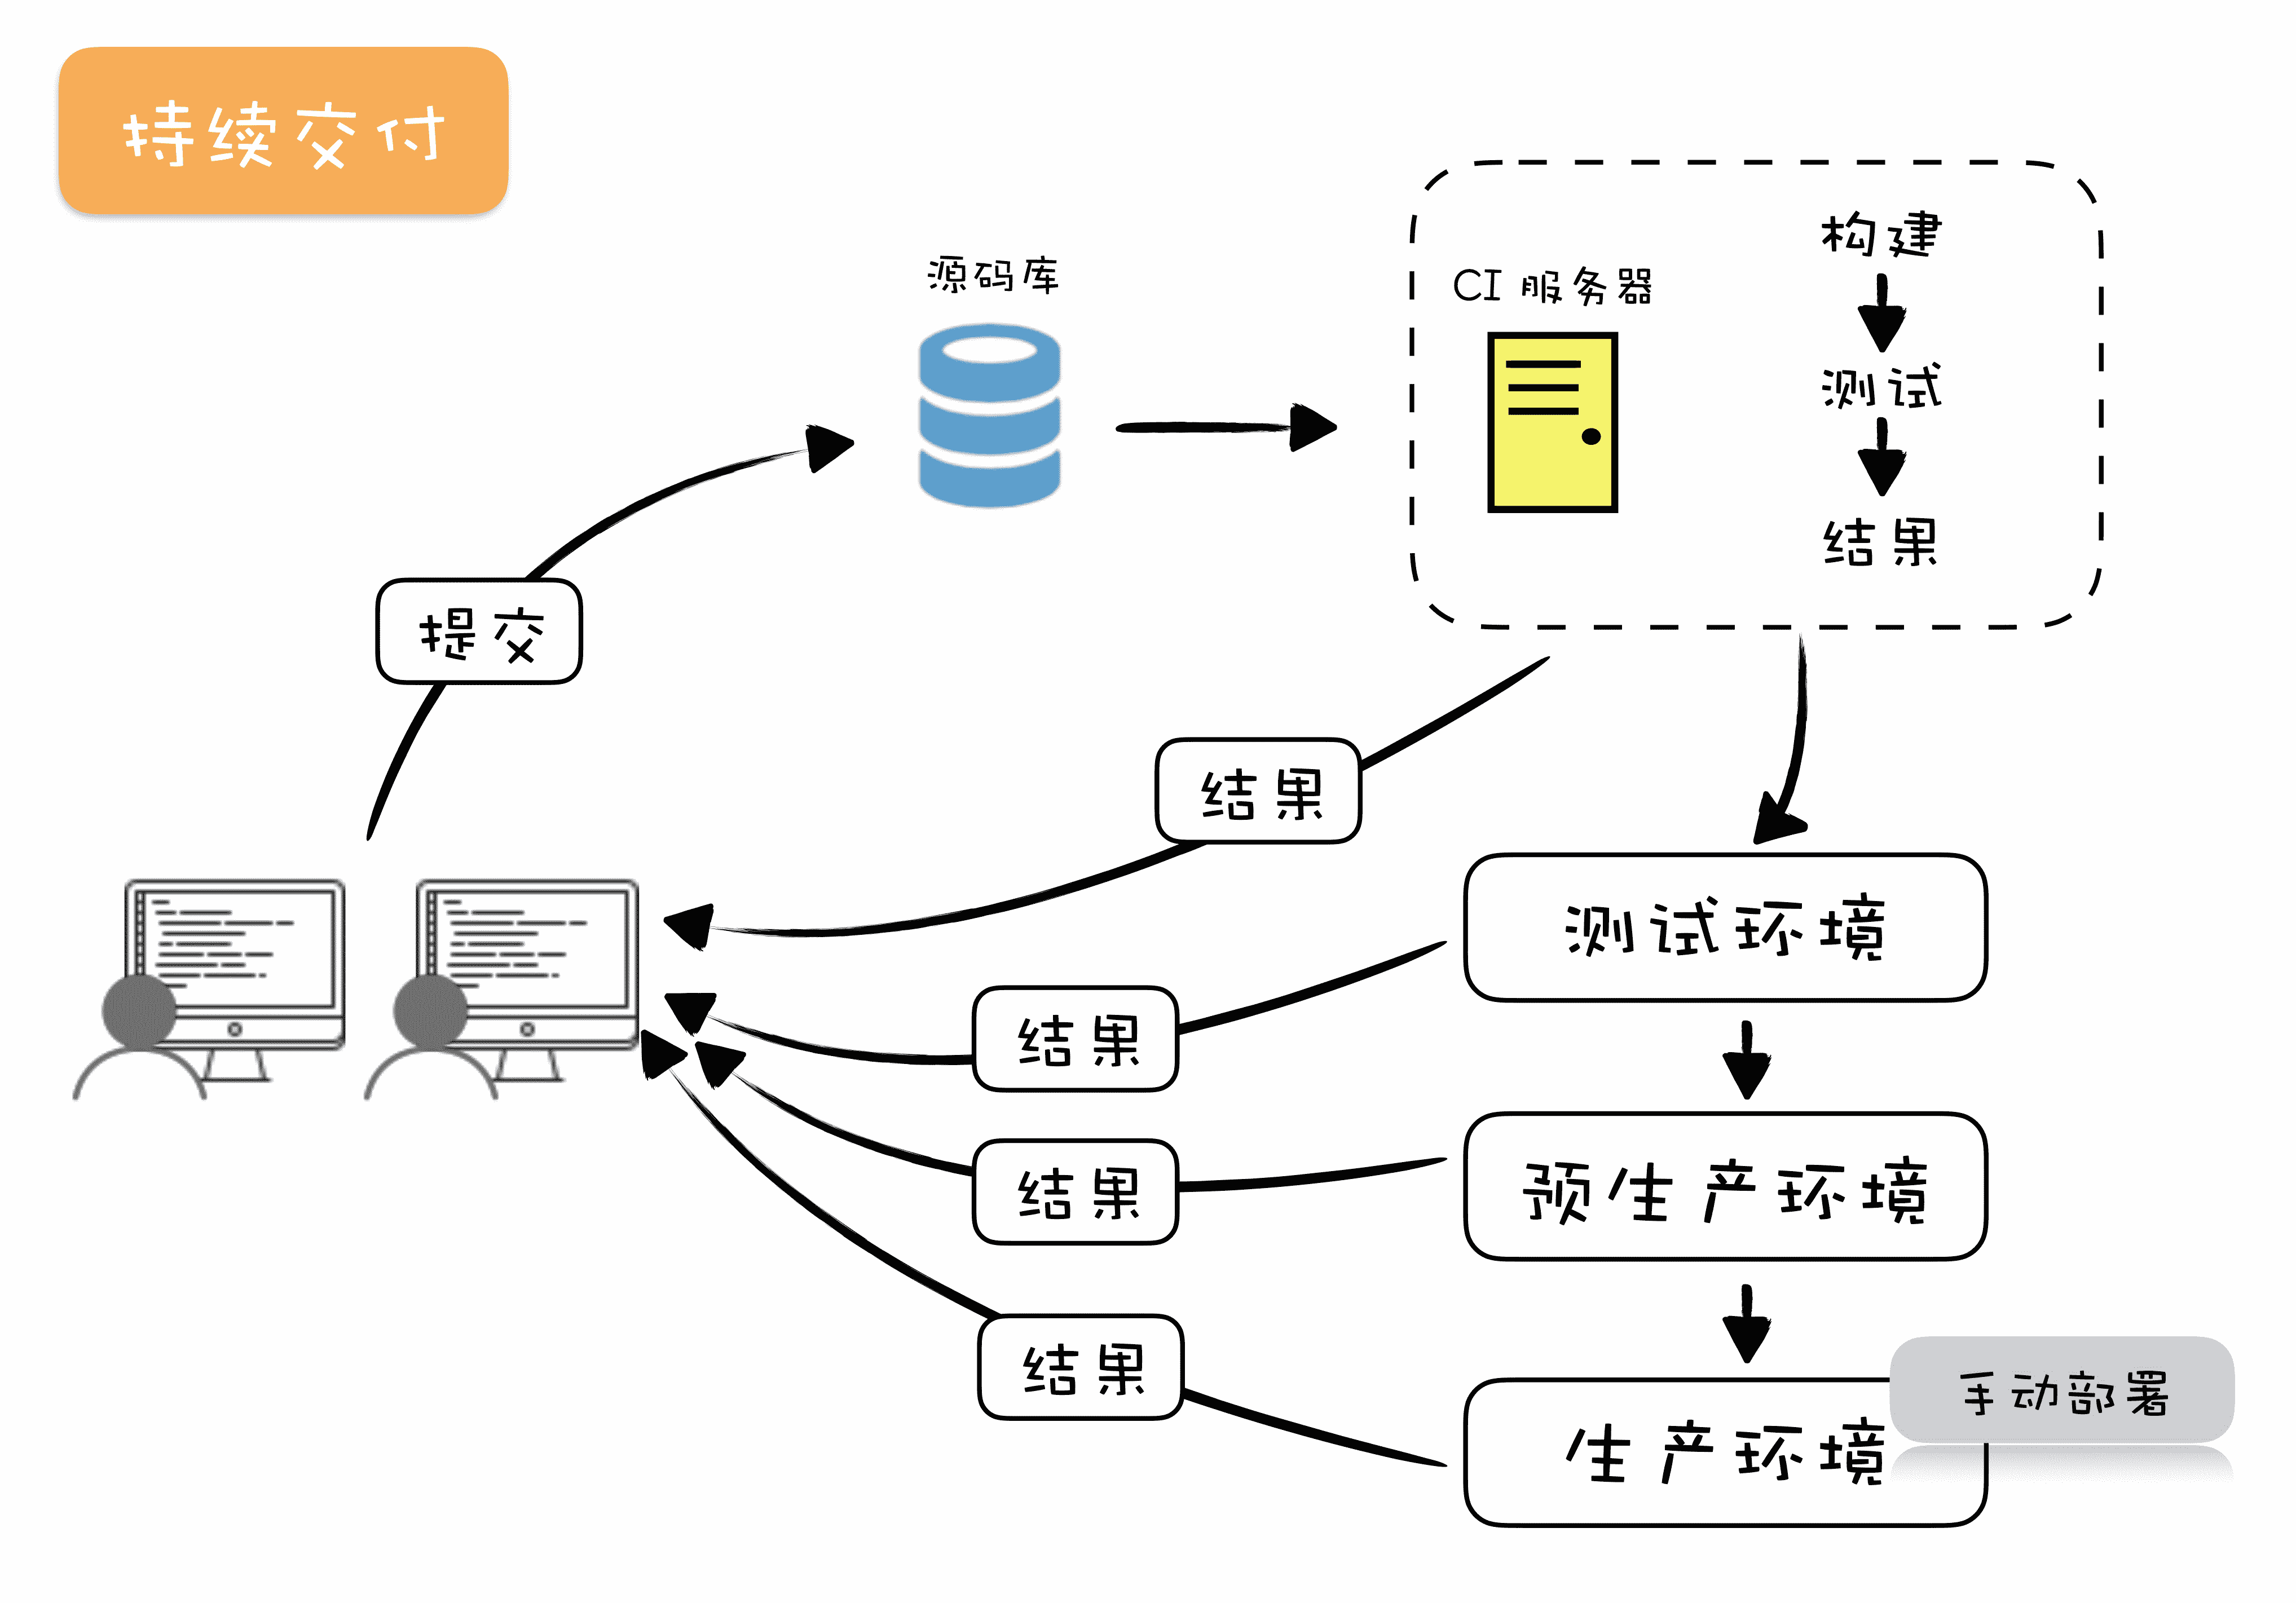 持续交付
源码库
CI 服务器
构建
测试
结果
提交
结果
测试环境
结果
预生产环境
结果
生产环境
手动部署
结果